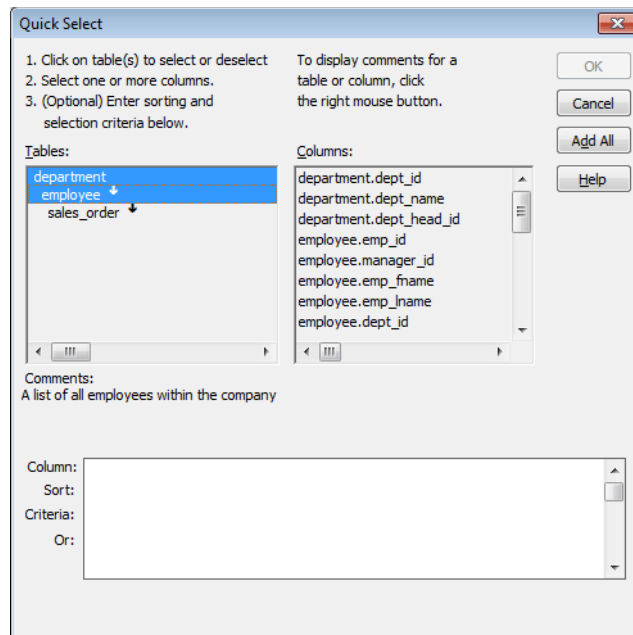 Quick Select
1. Click on table(s) to select or deselect
2. Select one or more columns.
3. (Optional) Enter sorting and
selection criteria below.
To display comments for a
table or column, click
the right mouse button.
OK
Cancel
Add All
Help
Tables:
department
employee
sales_order
Columns:
department.dept_id
department.dept_name
department.dept_head_id
employee.emp_id
employee.manager_id
employee.emp_fname
employee.emp_lname
employee.dept_id
Comments:
A list of all employees within the company
Column:
Sort:
Criteria:
Or: